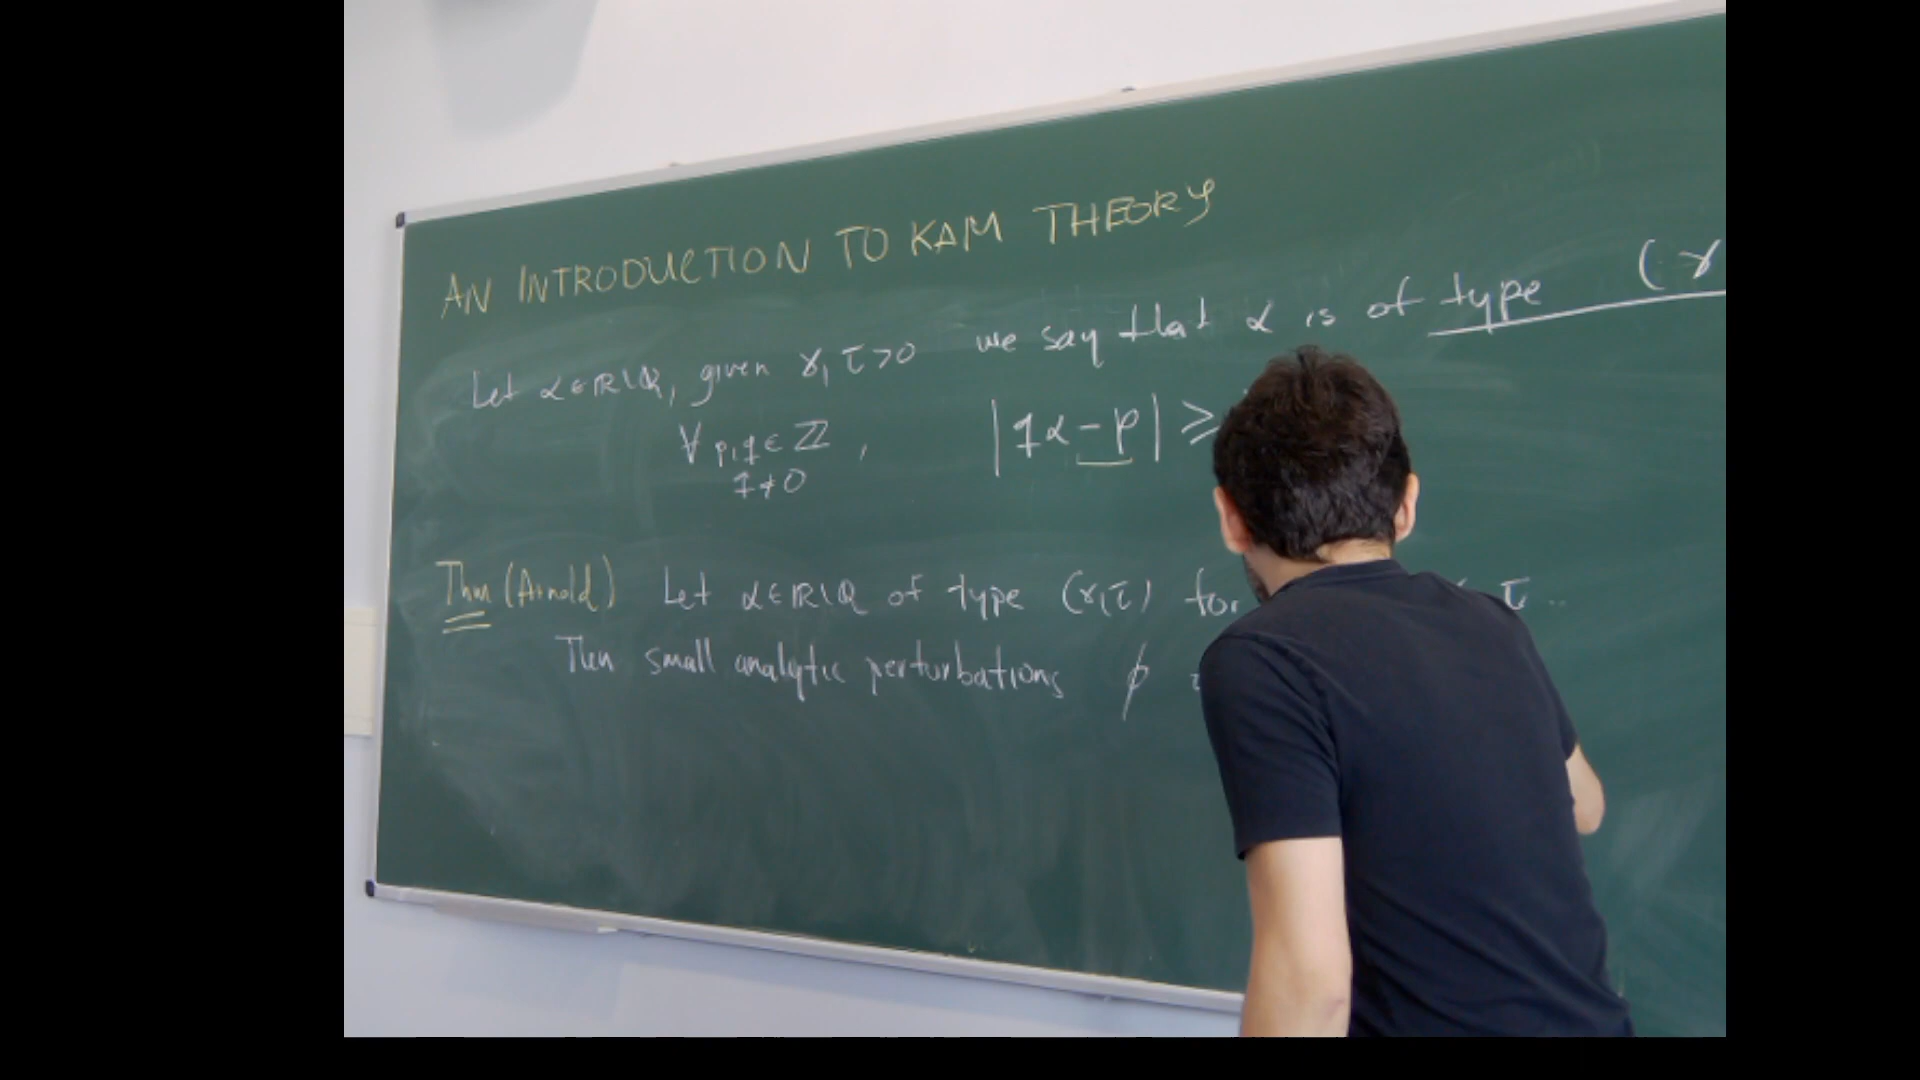 AN INTRODUCTION TO KAM THEORY
Let α∈ℝ\ℚ, given γ, τ>0 we say that α is of type (γ
∀ p,q ∈ ℤ, |qα-p| ≥
q≠0
Thm (Arnold) Let α∈ℝ\ℚ of type (γ,τ) for τ
Then small analytic perturbations ϕ